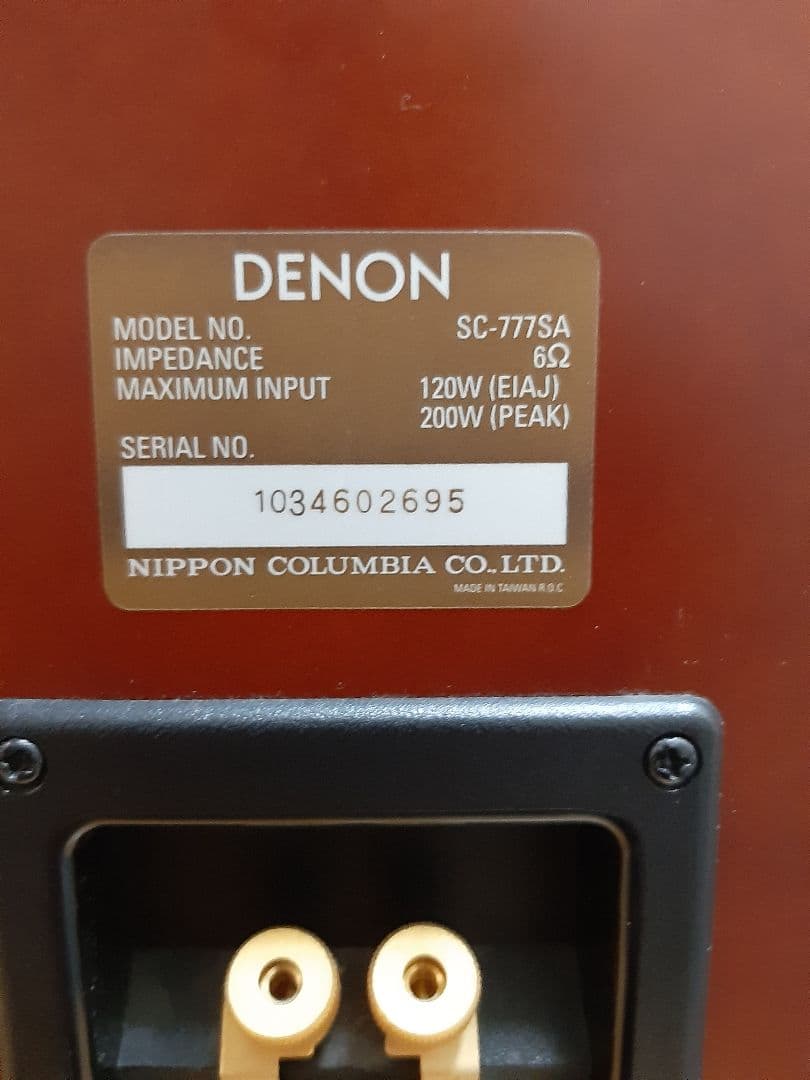 DENON
MODEL NO. SC-777SA
IMPEDANCE 6Ω
MAXIMUM INPUT 120W (EIAJ)
200W (PEAK)
SERIAL NO.
1034602695
NIPPON COLUMBIA CO.,LTD.
MADE IN TAIWAN R.O.C